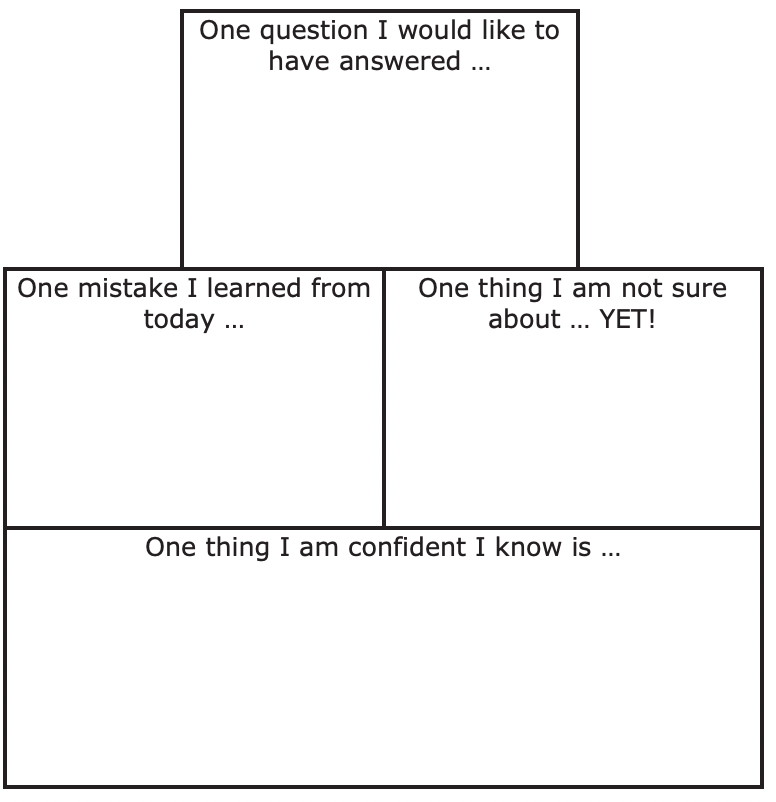 One question I would like to
have answered …
One mistake I learned from
today …
One thing I am not sure
about … YET!
One thing I am confident I know is …